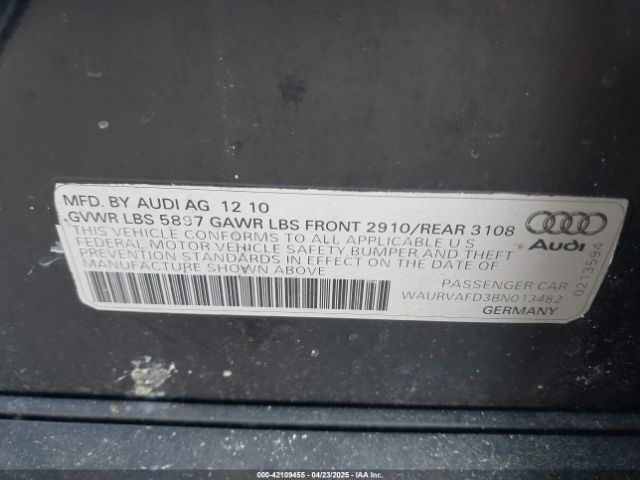 MFD. BY AUDI AG 12 10
GVWR LBS 5897 GAWR LBS FRONT 2910/REAR 3108
THIS VEHICLE CONFORMS TO ALL APPLICABLE U S
FEDERAL MOTOR VEHICLE SAFETY, BUMPER AND THEFT
PREVENTION STANDARDS IN EFFECT ON THE DATE OF
MANUFACTURE SHOWN ABOVE
Audi
0213594
PASSENGER CAR
WAURVAFD3BN013482
GERMANY
000-42109455 - 04/23/2025 - IAAI.COM